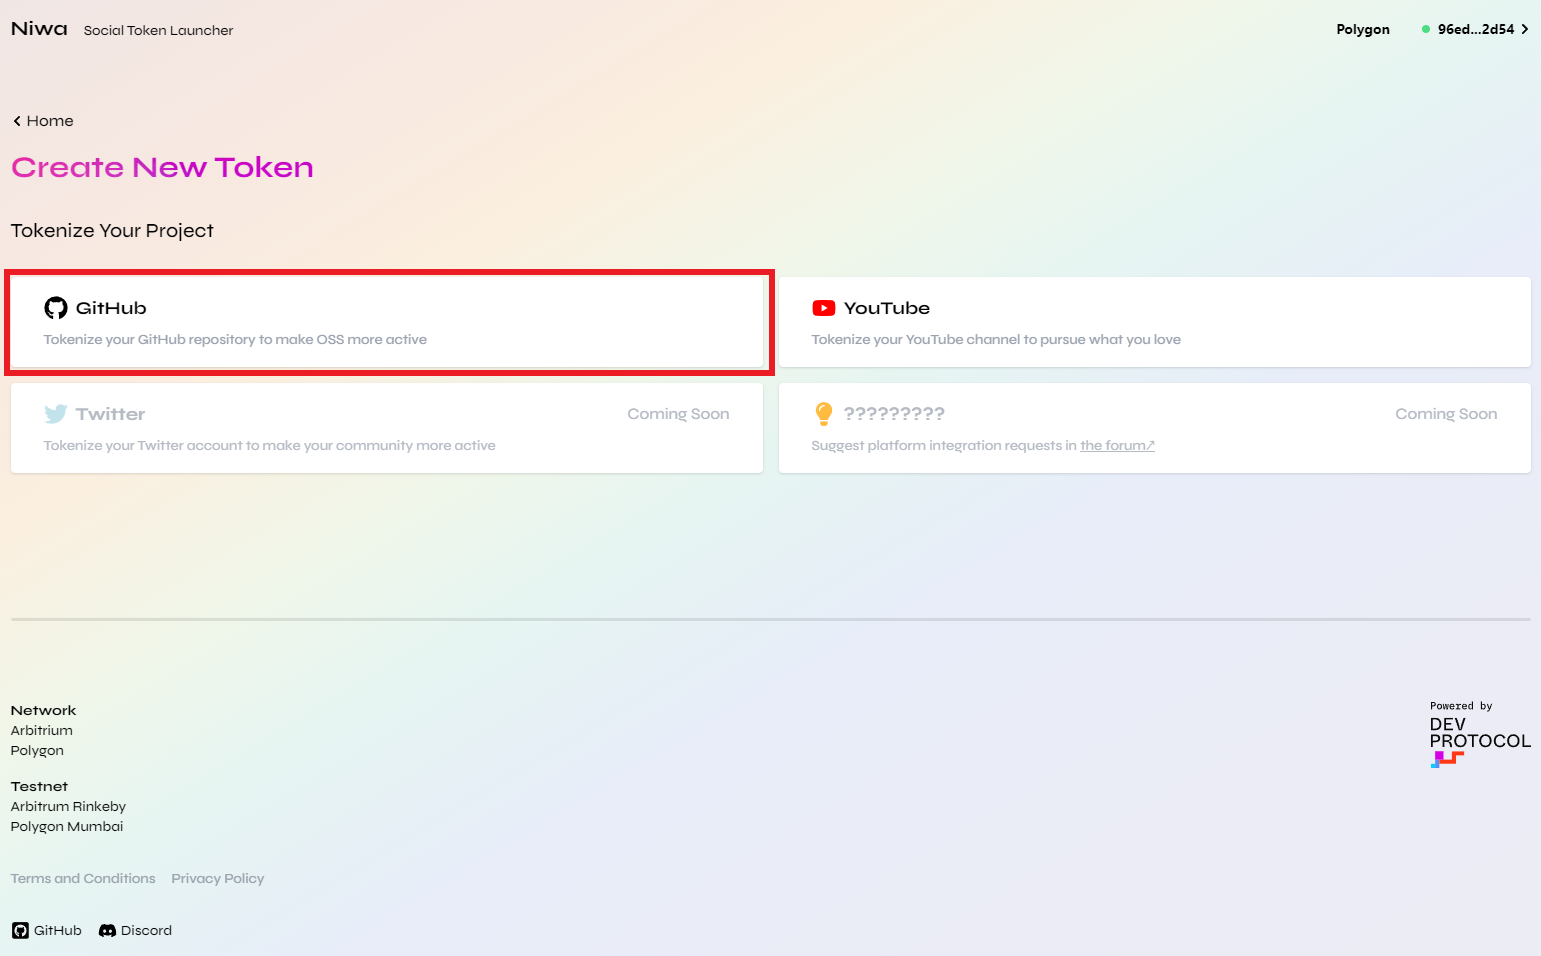 Niwa Social Token Launcher
Polygon 96ed...2d54
Home
Create New Token
Tokenize Your Project
GitHub
Tokenize your GitHub repository to make OSS more active
YouTube
Tokenize your YouTube channel to pursue what you love
Twitter Coming Soon
Tokenize your Twitter account to make your community more active
????????? Coming Soon
Suggest platform integration requests in the forum↗
Network
Arbitrium
Polygon
Testnet
Arbitrum Rinkeby
Polygon Mumbai
Powered by
DEV
PROTOCOL
Terms and Conditions Privacy Policy
GitHub Discord